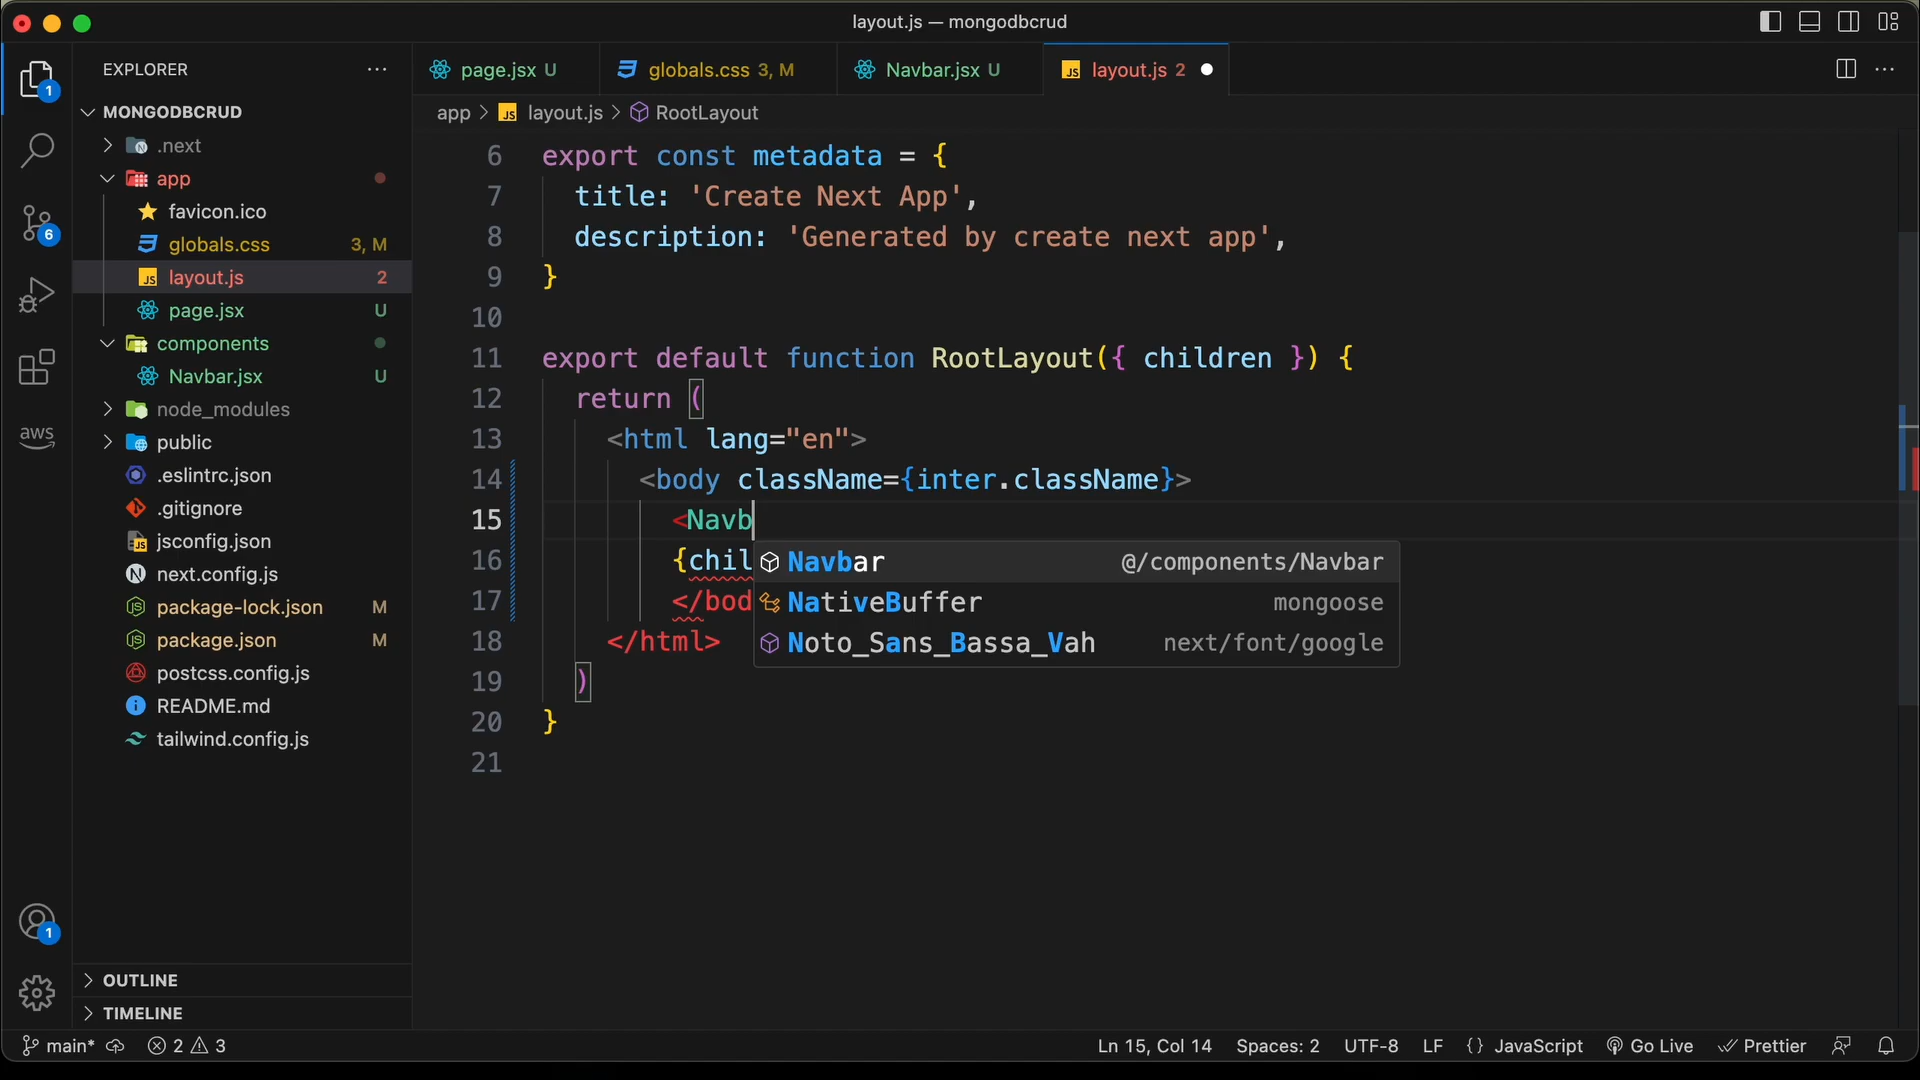 layout.js — mongodbcrud
EXPLORER
page.jsx U
globals.css 3, M
Navbar.jsx U
layout.js 2
MONGODBCRUD
app > JS layout.js > RootLayout
.next
app
favicon.ico
globals.css 3, M
layout.js 2
page.jsx U
components
Navbar.jsx U
node_modules
public
.eslintrc.json
.gitignore
jsconfig.json
next.config.js
package-lock.json M
package.json M
postcss.config.js
README.md
tailwind.config.js
OUTLINE
TIMELINE
1
6
aws
1
6 export const metadata = {
7 title: 'Create Next App',
8 description: 'Generated by create next app',
9 }
10
11 export default function RootLayout({ children }) {
12 return (
13 <html lang="en">
14 <body className={inter.className}>
15 <Navb
16 {chil
17 </bod
18 </html>
19 )
20 }
21
Navbar @/components/Navbar
NativeBuffer mongoose
Noto_Sans_Bassa_Vah next/font/google
main* 2 3
Ln 15, Col 14 Spaces: 2 UTF-8 LF {} JavaScript Go Live Prettier